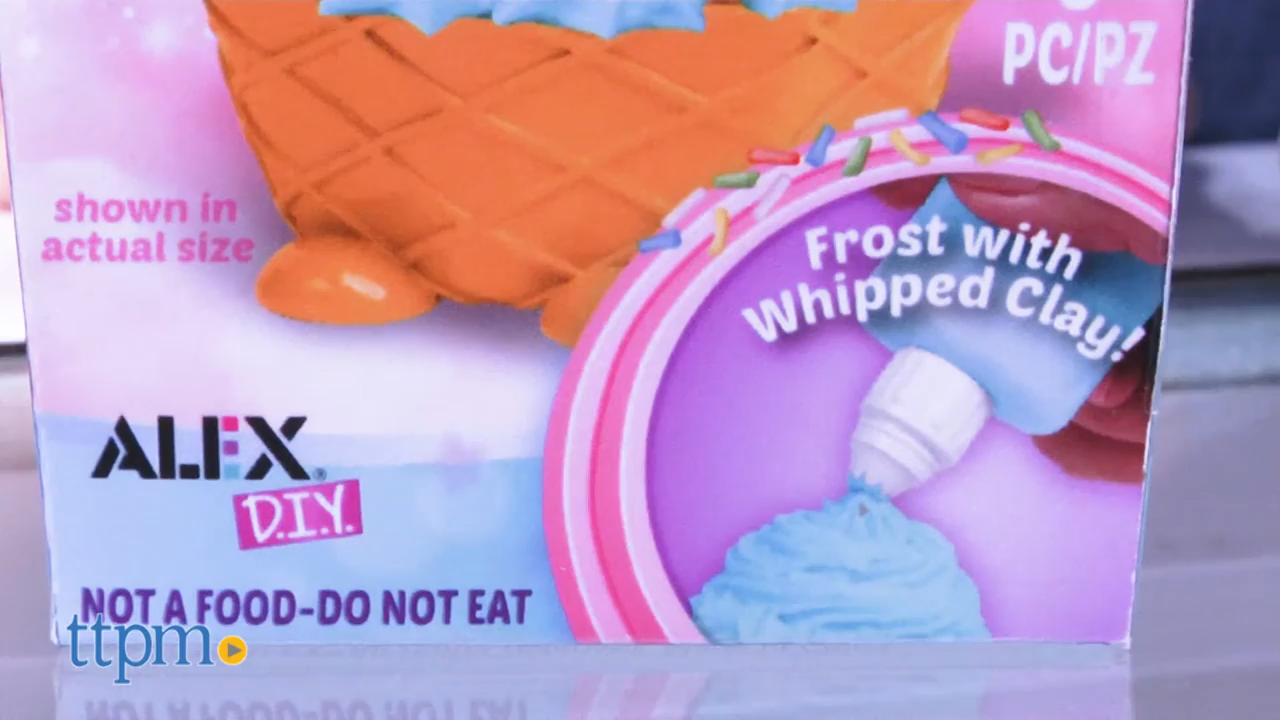 PC/PZ
shown in
actual size
Frost with
Whipped Clay!
ALEX®
D.I.Y.
NOT A FOOD-DO NOT EAT
ttpm